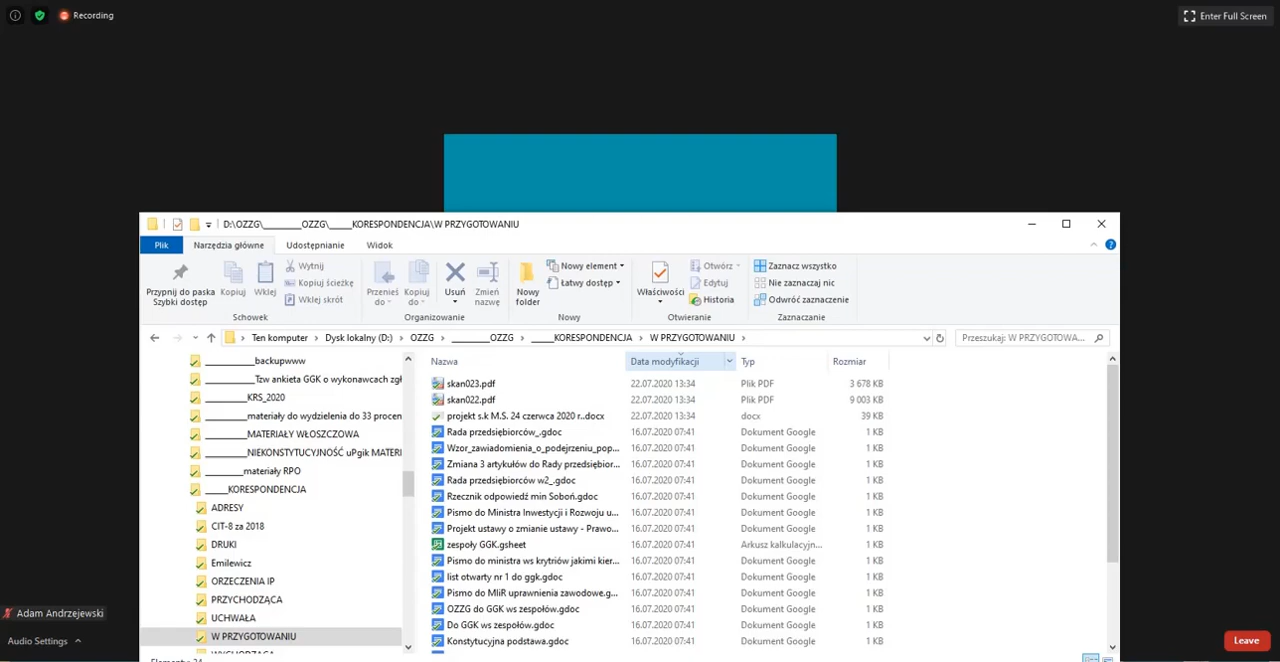 Recording
Enter Full Screen
D:\OZZG\________OZZG\_____KORESPONDENCJA\W PRZYGOTOWANIU
Plik Narzędzia główne Udostępnianie Widok
Przypnij do paska Szybki dostęp
Kopiuj
Wklej
Wytnij
Kopiuj ścieżkę
Wklej skrót
Schowek
Przenieś do
Kopiuj do
Usuń
Zmień nazwę
Organizowanie
Nowy folder
Nowy element
Łatwy dostęp
Nowy
Właściwości
Otwórz
Edytuj
Historia
Otwieranie
Zaznacz wszystko
Nie zaznaczaj nic
Odwróć zaznaczenie
Zaznaczanie
Ten komputer > Dysk lokalny (D:) > OZZG > ________OZZG > _____KORESPONDENCJA > W PRZYGOTOWANIU >
Przeszukaj: W PRZYGOTOWA...
____________backupwww
__________Tzw ankieta GGK o wykonawcach zgł
_________KRS_2020
_________materiały do wydzielenia do 33 procen
_________MATERIAŁY WŁOSZCZOWA
_________NIEKONSTYTUCYJNOŚĆ uPgik MATERI
________materiały RPO
_____KORESPONDENCJA
ADRESY
CIT-8 za 2018
DRUKI
Emilewicz
ORZECZENIA IP
PRZYCHODZĄCA
UCHWAŁA
W PRZYGOTOWANIU
Nazwa Data modyfikacji Typ Rozmiar
skan023.pdf 22.07.2020 13:34 Plik PDF 3 678 KB
skan022.pdf 22.07.2020 13:34 Plik PDF 9 003 KB
projekt s.k M.S. 24 czerwca 2020 r..docx 22.07.2020 13:34 docx 39 KB
Rada przedsiębiorców_.gdoc 16.07.2020 07:41 Dokument Google 1 KB
Wzor_zawiadomienia_o_podejrzeniu_pop... 16.07.2020 07:41 Dokument Google 1 KB
Zmiana 3 artykułów do Rady przedsiębior... 16.07.2020 07:41 Dokument Google 1 KB
Rada przedsiębiorców w2_.gdoc 16.07.2020 07:41 Dokument Google 1 KB
Rzecznik odpowiedź min Soboń.gdoc 16.07.2020 07:41 Dokument Google 1 KB
Pismo do Ministra Inwestycji i Rozwoju u... 16.07.2020 07:41 Dokument Google 1 KB
Projekt ustawy o zmianie ustawy - Prawo... 16.07.2020 07:41 Dokument Google 1 KB
zespoły GGK.gsheet 16.07.2020 07:41 Arkusz kalkulacyjn... 1 KB
Pismo do ministra ws krytriów jakimi kier... 16.07.2020 07:41 Dokument Google 1 KB
list otwarty nr 1 do ggk.gdoc 16.07.2020 07:41 Dokument Google 1 KB
Pismo do MIiR uprawnienia zawodowe.g... 16.07.2020 07:41 Dokument Google 1 KB
OZZG do GGK ws zespołów.gdoc 16.07.2020 07:41 Dokument Google 1 KB
Do GGK ws zespołów.gdoc 16.07.2020 07:41 Dokument Google 1 KB
Konstytucyjna podstawa.gdoc 16.07.2020 07:41 Dokument Google 1 KB
Adam Andrzejewski
Audio Settings
Leave